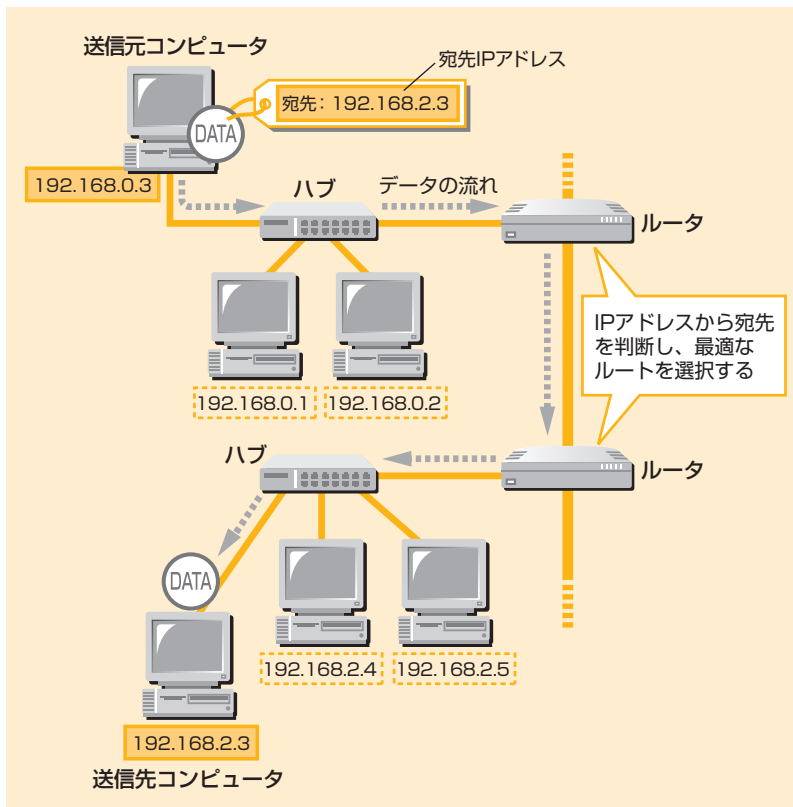 送信元コンピュータ
宛先IPアドレス
宛先：192.168.2.3
DATA
192.168.0.3
ハブ
データの流れ
ルータ
IPアドレスから宛先
を判断し、最適な
ルートを選択する
192.168.0.1
192.168.0.2
ハブ
ルータ
DATA
192.168.2.4
192.168.2.5
192.168.2.3
送信先コンピュータ